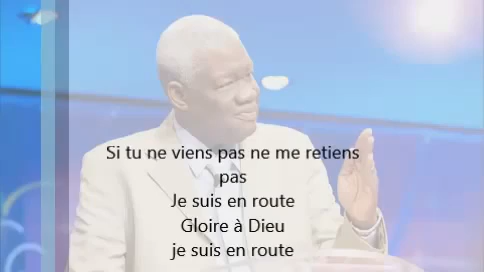 Si tu ne viens pas ne me retiens
pas
Je suis en route
Gloire à Dieu
je suis en route